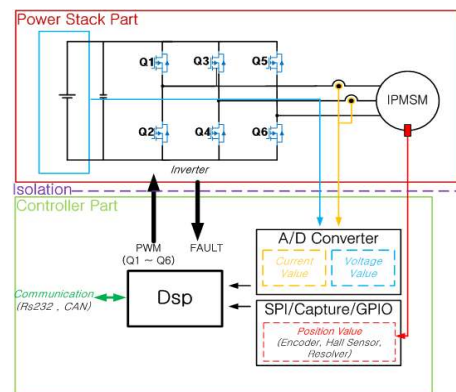 Power Stack Part
Q1
Q3
Q5
IPMSM
Q2
Q4
Q6
Inverter
Isolation
Controller Part
PWM
(Q1 ~ Q6)
FAULT
A/D Converter
Current
Value
Voltage
Value
Communication
(Rs232 , CAN)
Dsp
SPI/Capture/GPIO
Position Value
(Encoder, Hall Sensor,
Resolver)